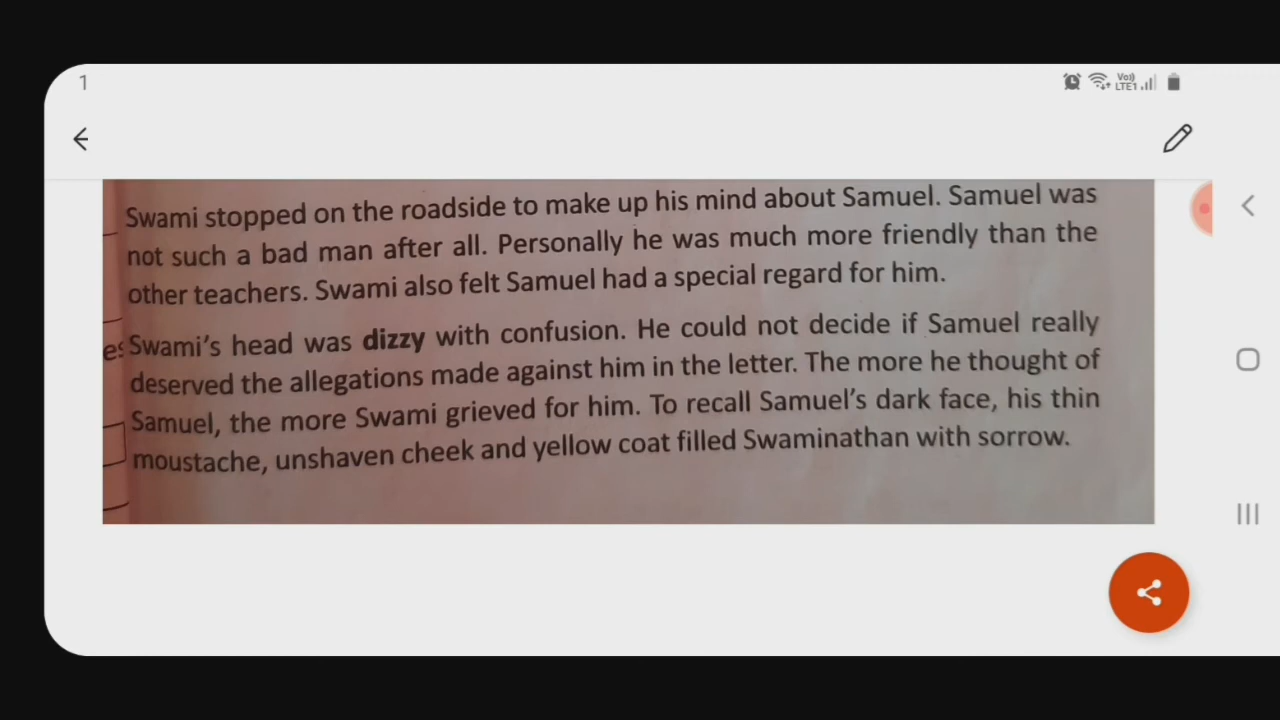 1
Vo))
LTE1
Swami stopped on the roadside to make up his mind about Samuel. Samuel was
not such a bad man after all. Personally he was much more friendly than the
other teachers. Swami also felt Samuel had a special regard for him.
es
Swami's head was dizzy with confusion. He could not decide if Samuel really
deserved the allegations made against him in the letter. The more he thought of
Samuel, the more Swami grieved for him. To recall Samuel's dark face, his thin
moustache, unshaven cheek and yellow coat filled Swaminathan with sorrow.